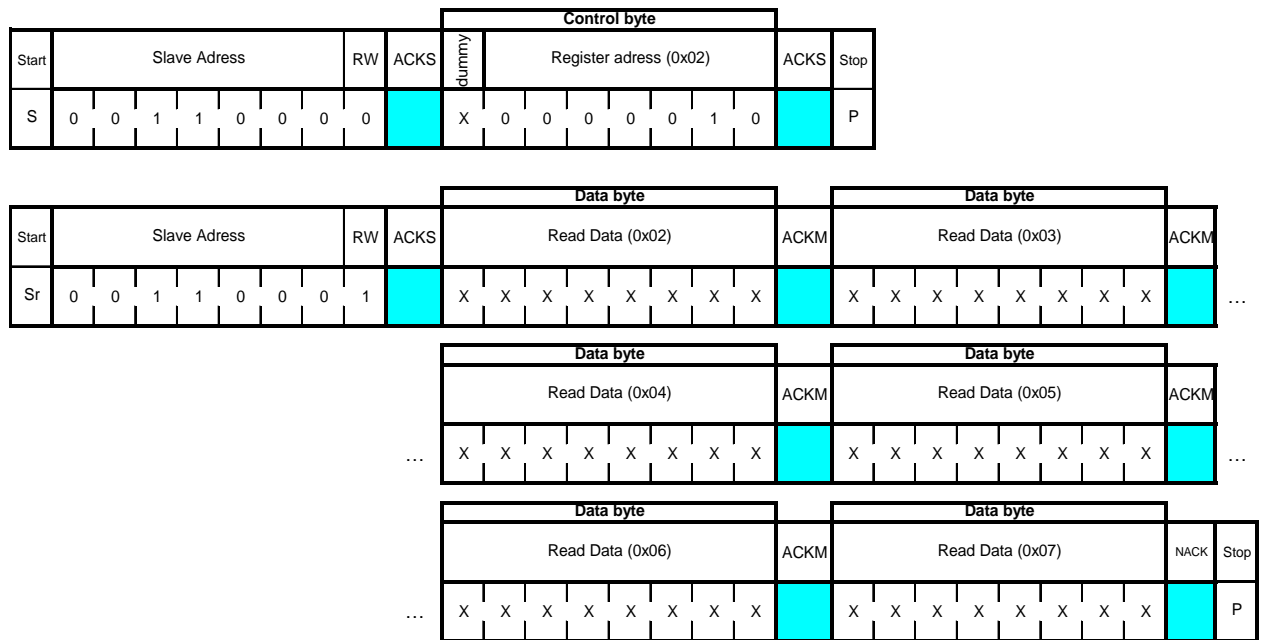 Control byte
Start Slave Adress RW ACKS dummy Register adress (0x02) ACKS Stop
S 0 0 1 1 0 0 0 0 X 0 0 0 0 0 1 0 P
Data byte Data byte
Start Slave Adress RW ACKS Read Data (0x02) ACKM Read Data (0x03) ACKM
Sr 0 0 1 1 0 0 0 1 X X X X X X X X X X X X X X X X …
Data byte Data byte
Read Data (0x04) ACKM Read Data (0x05) ACKM
… X X X X X X X X X X X X X X X X …
Data byte Data byte
Read Data (0x06) ACKM Read Data (0x07) NACK Stop
… X X X X X X X X X X X X X X X X P